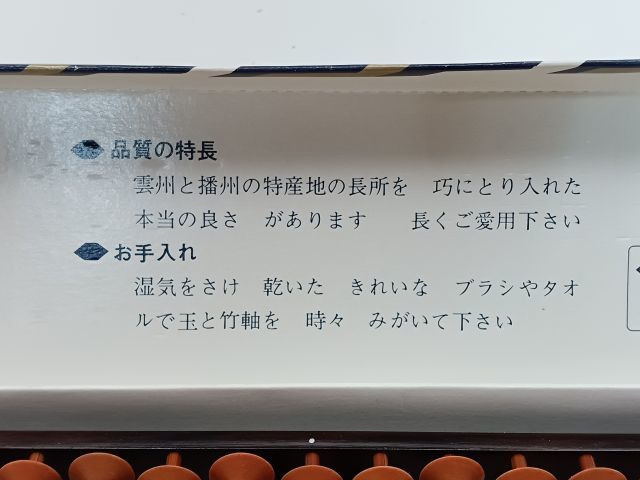 品質の特長
雲州と播州の特産地の長所を 巧にとり入れた
本当の良さ があります 長くご愛用下さい
お手入れ
湿気をさけ 乾いた きれいな ブラシやタオ
ルで玉と竹軸を 時々 みがいて下さい